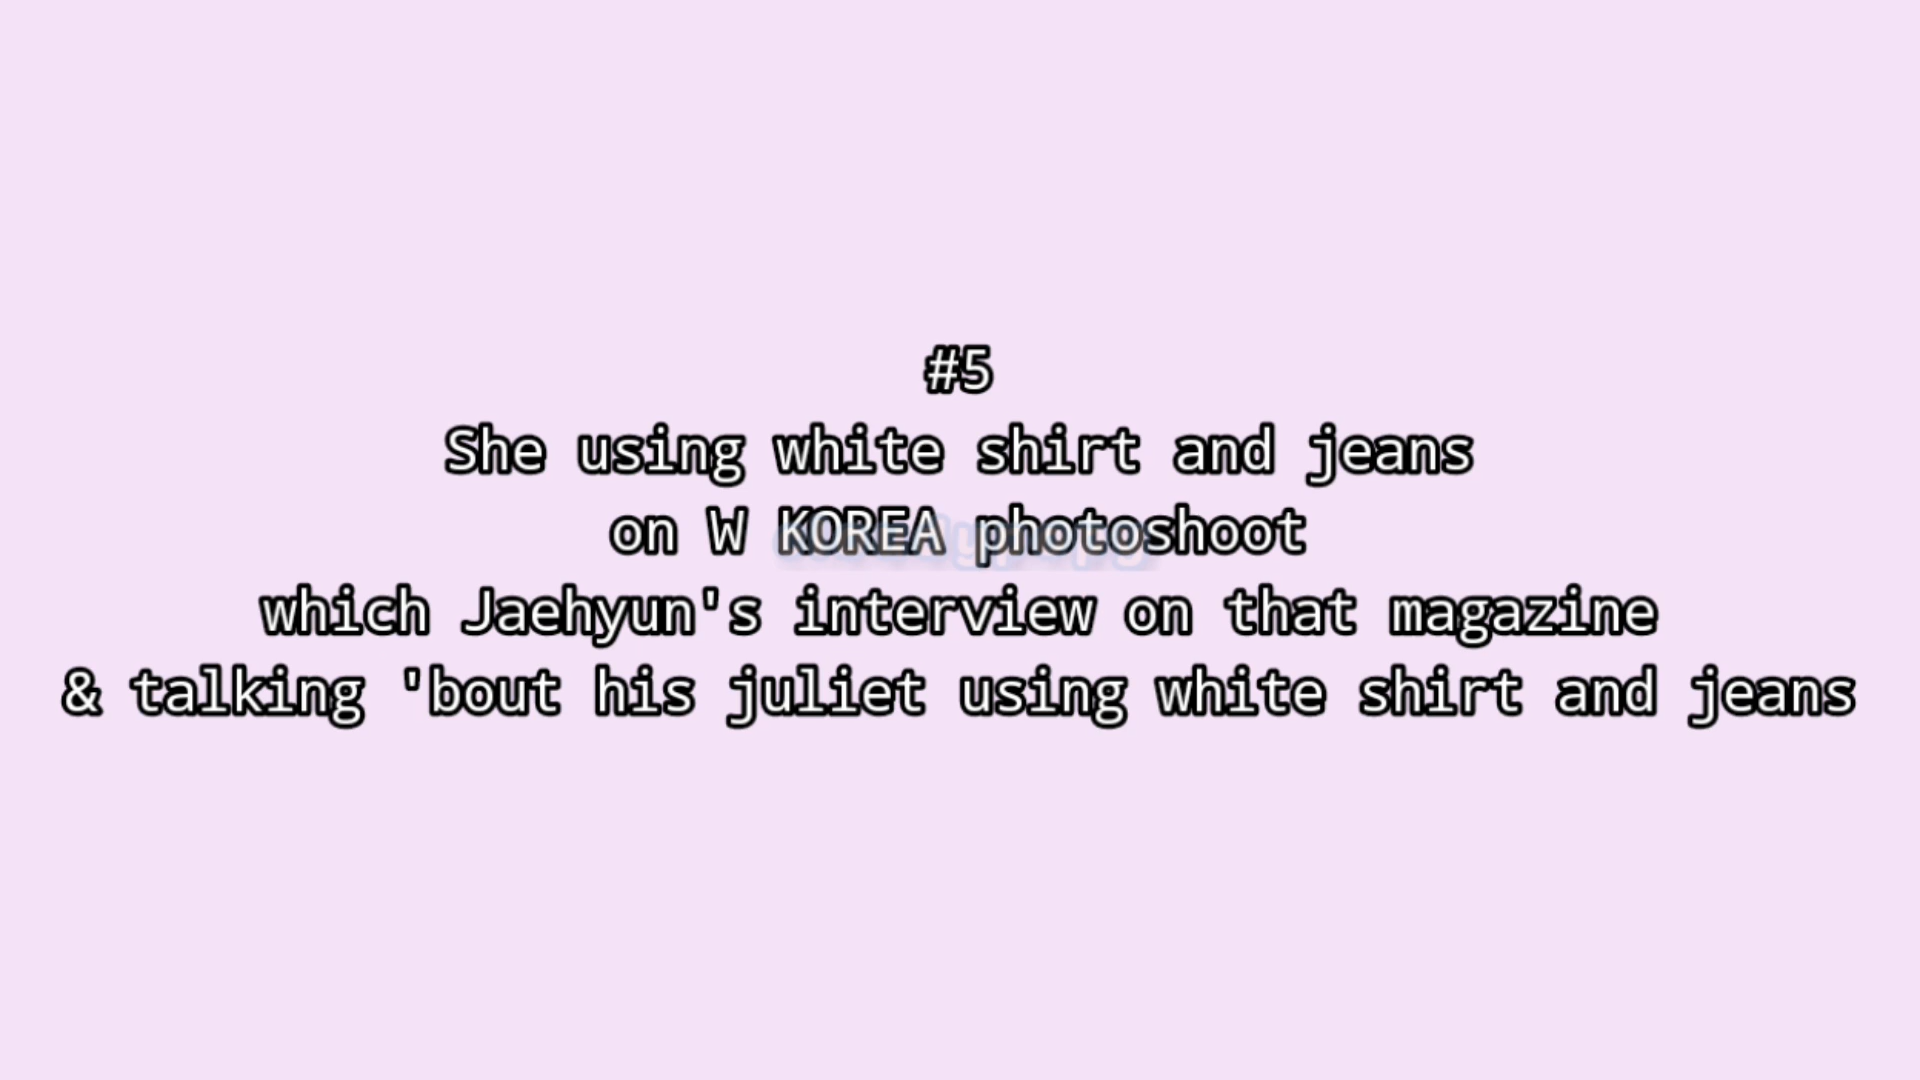 #5
She using white shirt and jeans
on W KOREA photoshoot
which Jaehyun's interview on that magazine
& talking 'bout his juliet using white shirt and jeans